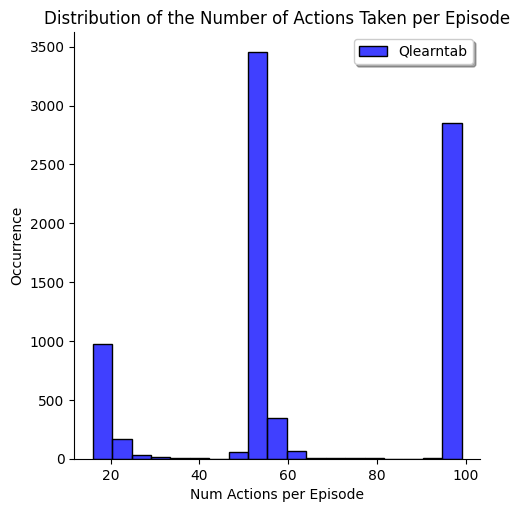 Distribution of the Number of Actions Taken per Episode
Qlearntab
3500
3000
2500
2000
1500
1000
500
0
Occurrence
20 40 60 80 100
Num Actions per Episode